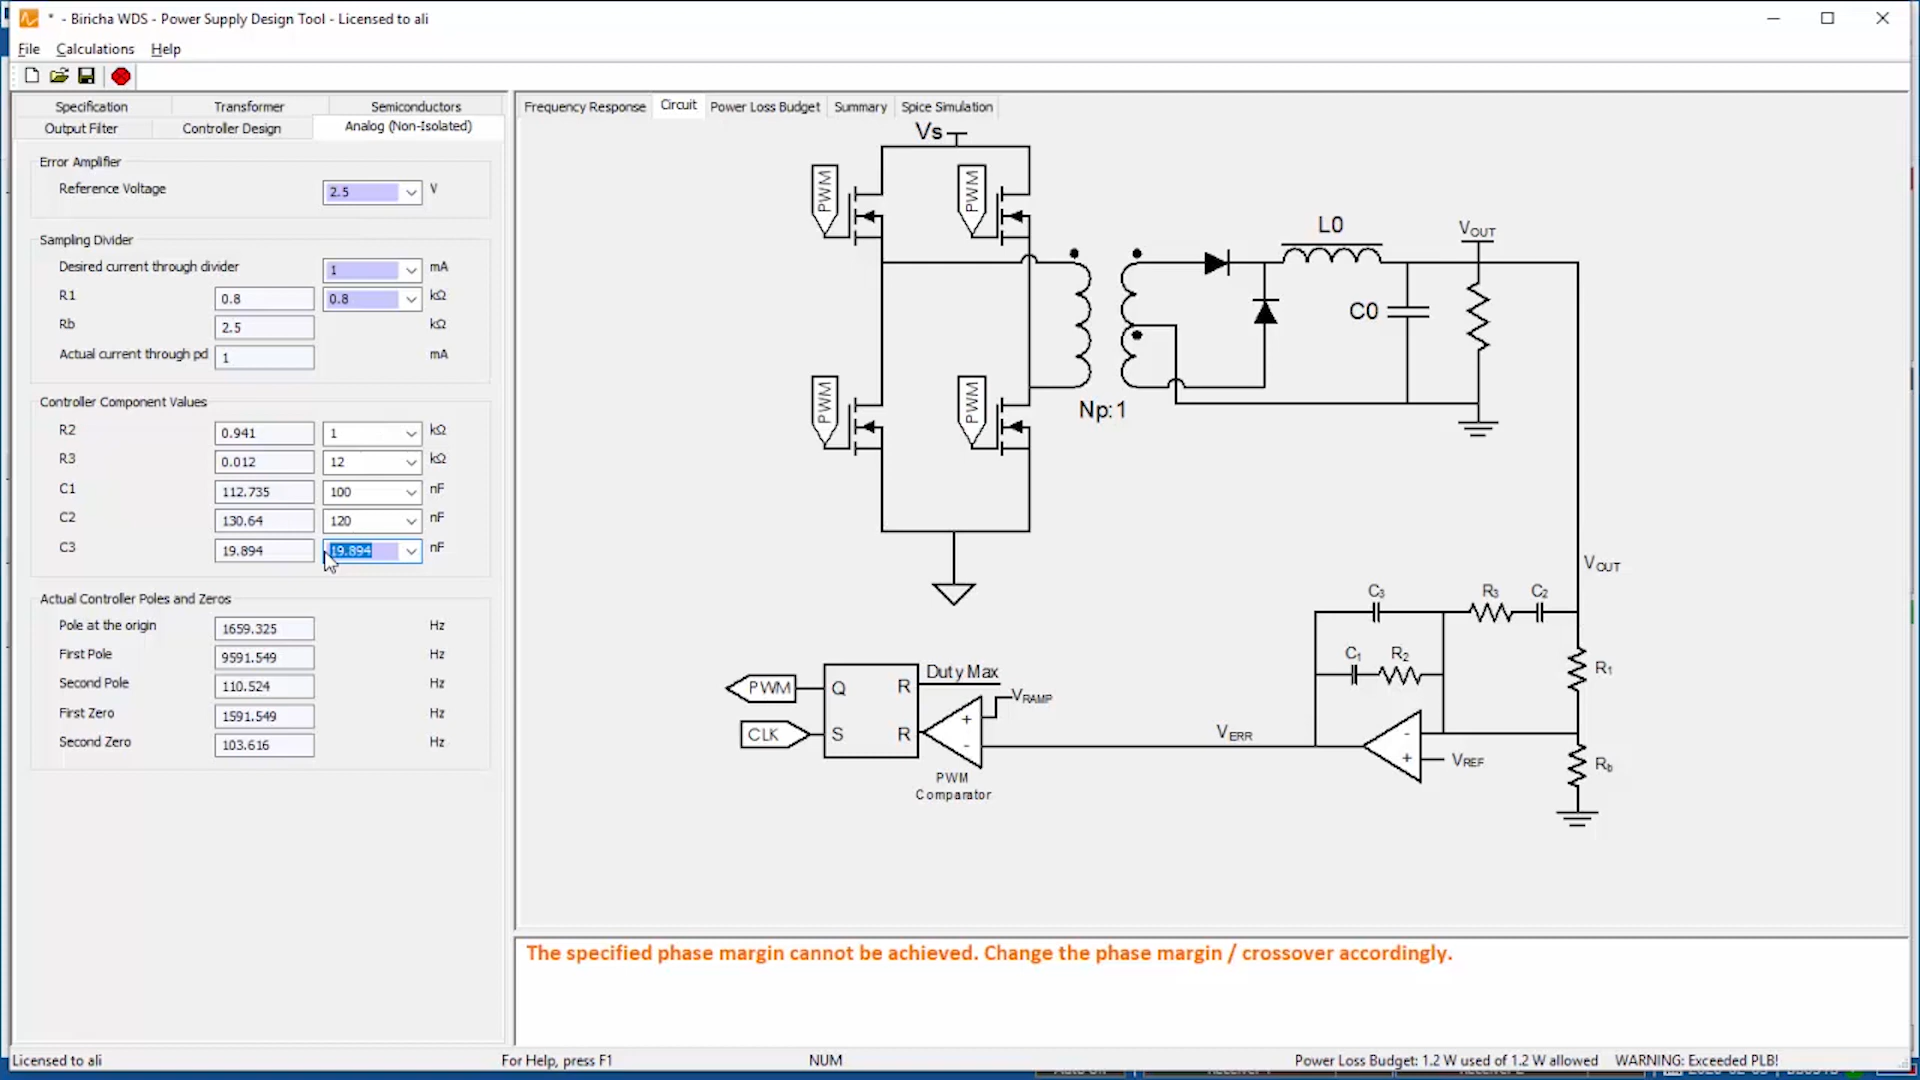 * - Biricha WDS - Power Supply Design Tool - Licensed to ali
File Calculations Help
Specification Transformer Semiconductors
Output Filter Controller Design Analog (Non-Isolated)
Error Amplifier
Reference Voltage 2.5 V
Sampling Divider
Desired current through divider 1 mA
R1 0.8 0.8 kΩ
Rb 2.5 kΩ
Actual current through pd 1 mA
Controller Component Values
R2 0.941 1 kΩ
R3 0.012 12 kΩ
C1 112.735 100 nF
C2 130.64 120 nF
C3 19.894 19.894 nF
Actual Controller Poles and Zeros
Pole at the origin 1659.325 Hz
First Pole 9591.549 Hz
Second Pole 110.524 Hz
First Zero 1591.549 Hz
Second Zero 103.616 Hz
Frequency Response Circuit Power Loss Budget Summary Spice Simulation
Vs
PWM PWM
L0
VOUT
C0
PWM PWM
Np:1
VOUT
C3 R3 C2
C1 R2
R1
Duty Max
PWM Q R
VRAMP
CLK S R
+
-
VERR
-
+
VREF
Rb
PWM
Comparator
The specified phase margin cannot be achieved. Change the phase margin / crossover accordingly.
Licensed to ali For Help, press F1 NUM Power Loss Budget: 1.2 W used of 1.2 W allowed WARNING: Exceeded PLB!